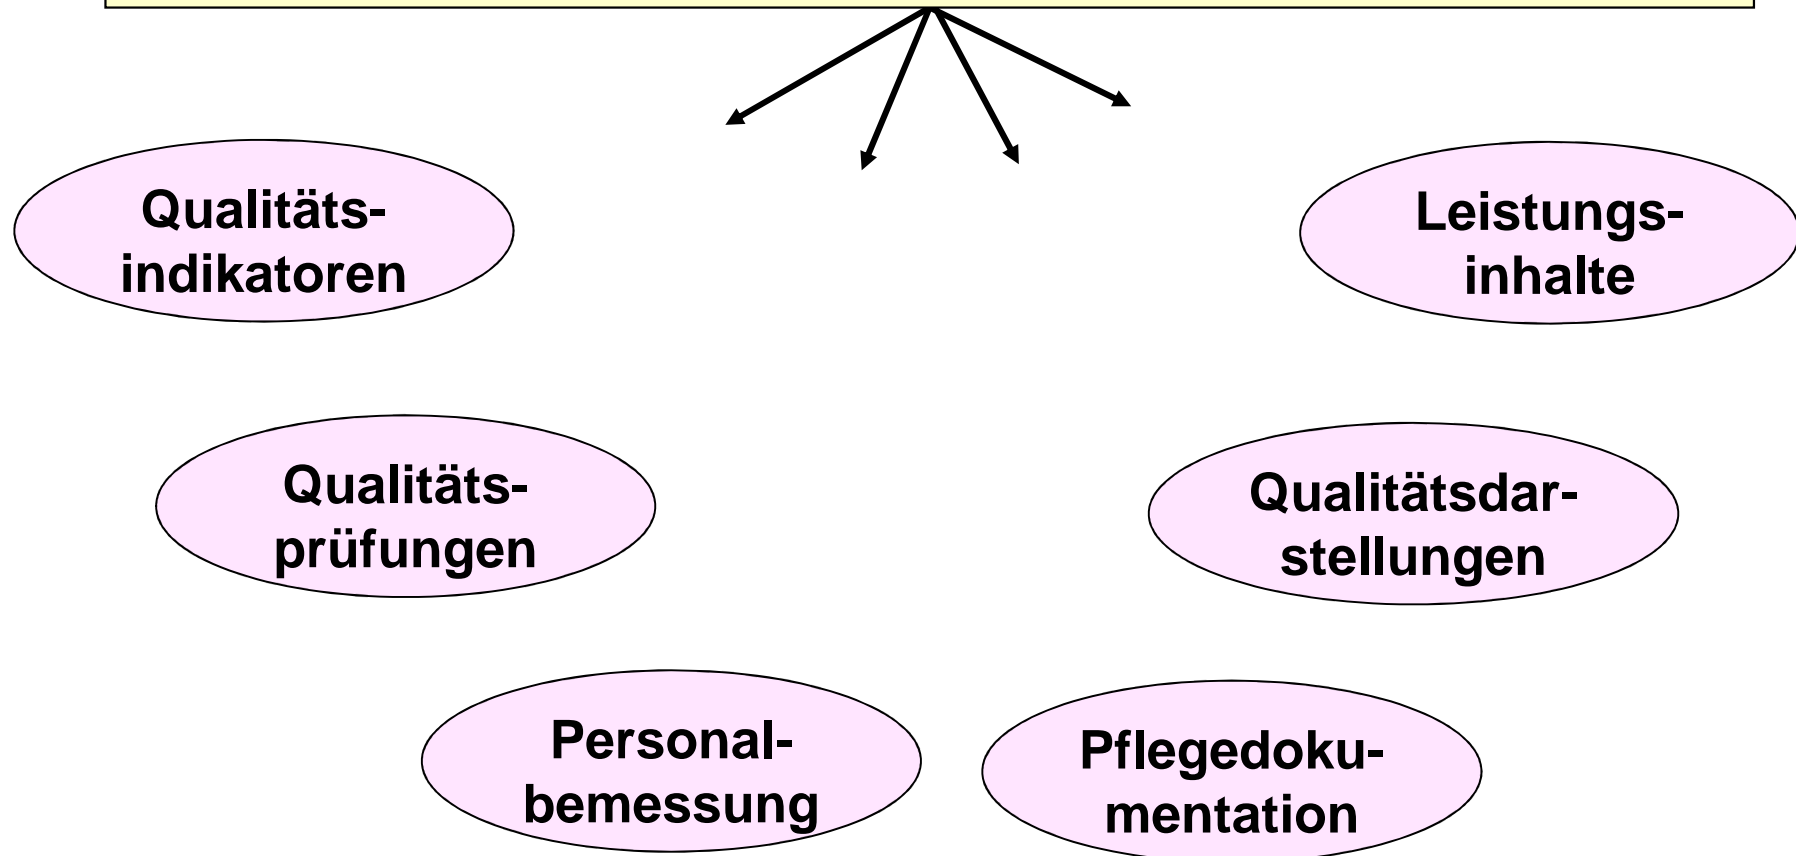 Qualitäts-
indikatoren
Leistungs-
inhalte
Qualitäts-
prüfungen
Qualitätsdar-
stellungen
Personal-
bemessung
Pflegedoku-
mentation